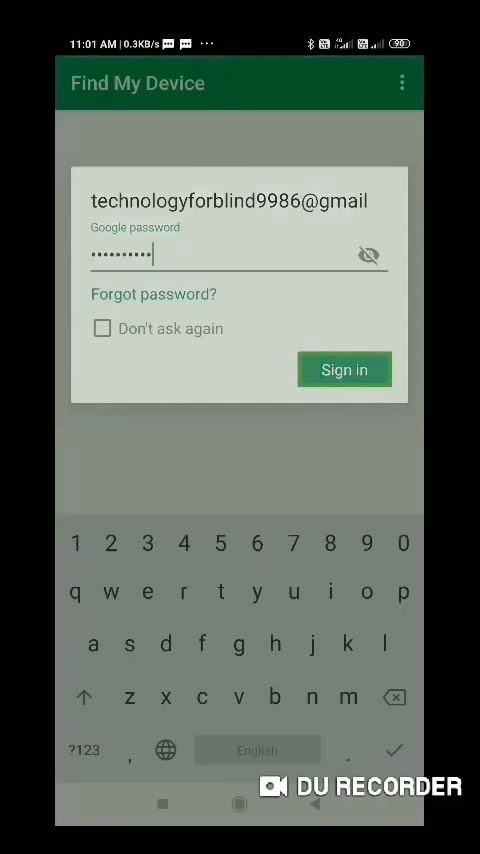 11:01 AM | 0.3KB/s ···
4G 90
Find My Device
technologyforblind9986@gmail
Google password
••••••••••
Forgot password?
Don't ask again
Sign in
1 2 3 4 5 6 7 8 9 0
q w e r t y u i o p
a s d f g h j k l
z x c v b n m
?123 , English .
DU RECORDER